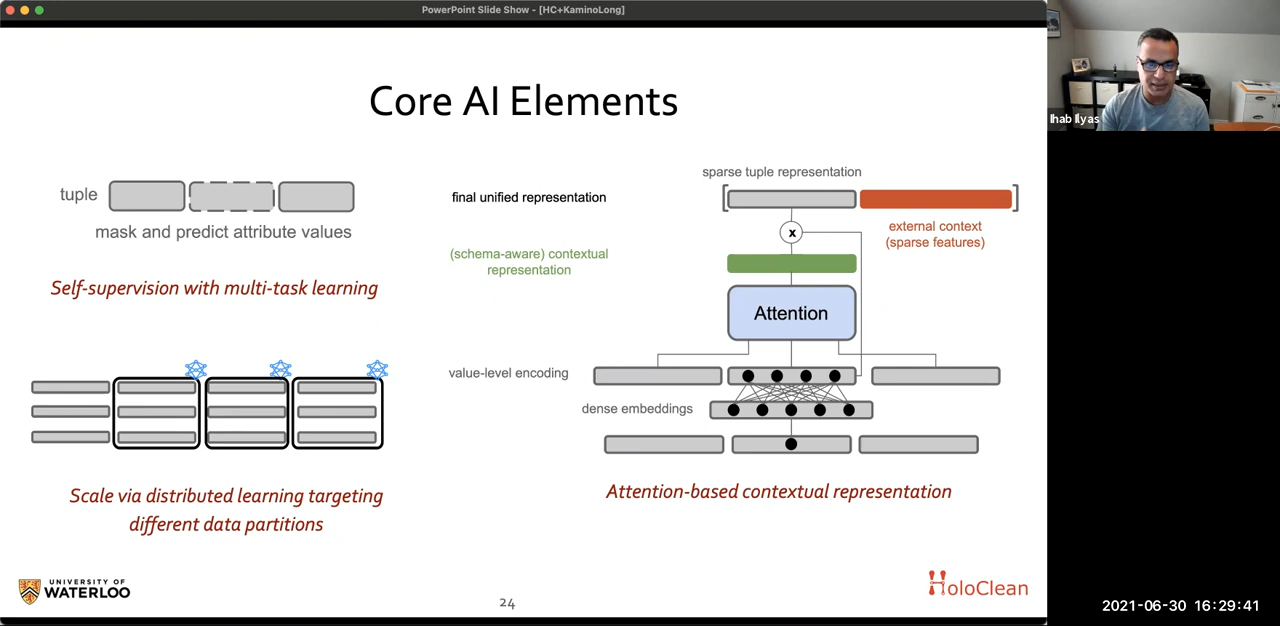 PowerPoint Slide Show - [HC+KaminoLong]
Ihab Ilyas
Core AI Elements
tuple
mask and predict attribute values
Self-supervision with multi-task learning
Scale via distributed learning targeting
different data partitions
sparse tuple representation
final unified representation
x
external context
(sparse features)
(schema-aware) contextual
representation
Attention
value-level encoding
dense embeddings
Attention-based contextual representation
UNIVERSITY OF
WATERLOO
24
HoloClean
2021-06-30 16:29:41